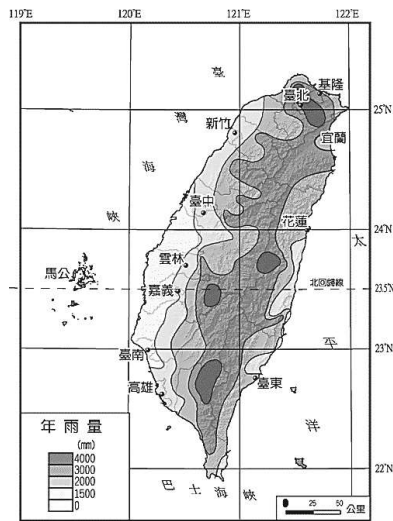 119°E 120°E 121°E 122°E
臺灣海峽
基隆
臺北
25°N
新竹
宜蘭
臺中
24°N
花蓮
太平洋
馬公
雲林
北回歸線
23.5°N
嘉義
臺南
23°N
高雄
臺東
年雨量
(mm)
4000
3000
2000
1500
0
巴士海峽
22°N
0 25 50 公里